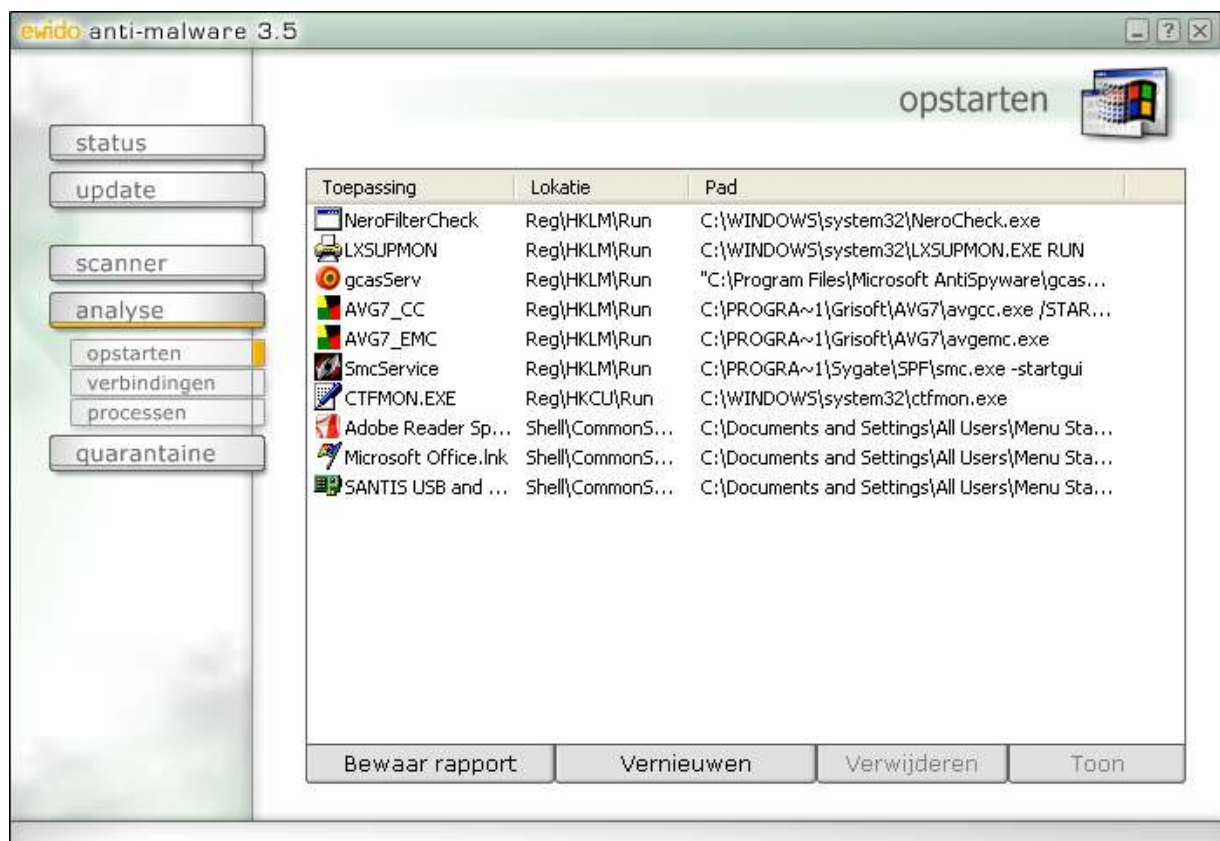 ewido anti-malware 3.5
opstarten
status
update
scanner
analyse
opstarten
verbindingen
processen
quarantaine
Toepassing Lokatie Pad
NeroFilterCheck Reg\HKLM\Run C:\WINDOWS\system32\NeroCheck.exe
LXSUPMON Reg\HKLM\Run C:\WINDOWS\system32\LXSUPMON.EXE RUN
gcasServ Reg\HKLM\Run "C:\Program Files\Microsoft AntiSpyware\gcas...
AVG7_CC Reg\HKLM\Run C:\PROGRA~1\Grisoft\AVG7\avgcc.exe /STAR...
AVG7_EMC Reg\HKLM\Run C:\PROGRA~1\Grisoft\AVG7\avgemc.exe
SmcService Reg\HKLM\Run C:\PROGRA~1\Sygate\SPF\smc.exe -startgui
CTFMON.EXE Reg\HKCU\Run C:\WINDOWS\system32\ctfmon.exe
Adobe Reader Sp... Shell\CommonS... C:\Documents and Settings\All Users\Menu Sta...
Microsoft Office.lnk Shell\CommonS... C:\Documents and Settings\All Users\Menu Sta...
SANTIS USB and ... Shell\CommonS... C:\Documents and Settings\All Users\Menu Sta...
Bewaar rapport Vernieuwen Verwijderen Toon